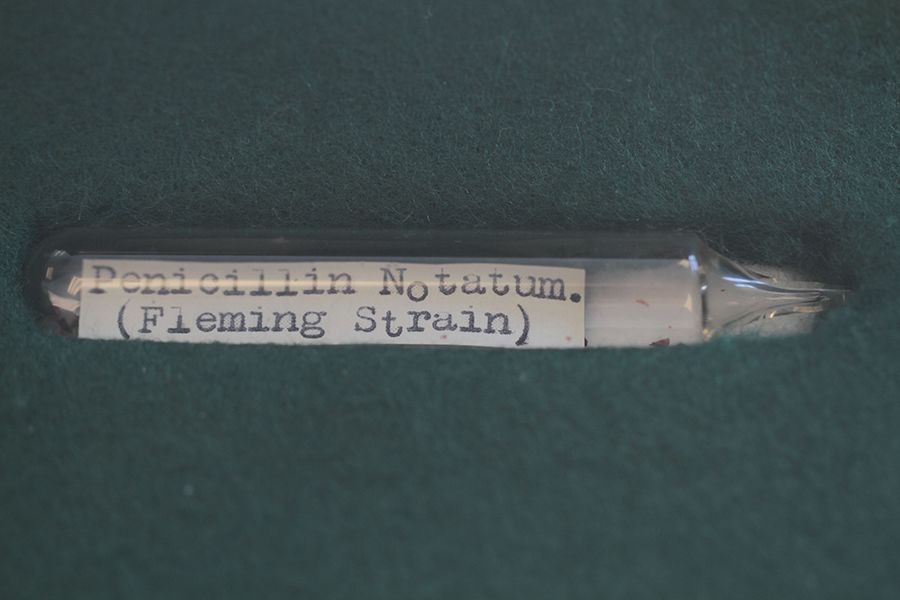 Penicillin Notatum.
(Fleming Strain)